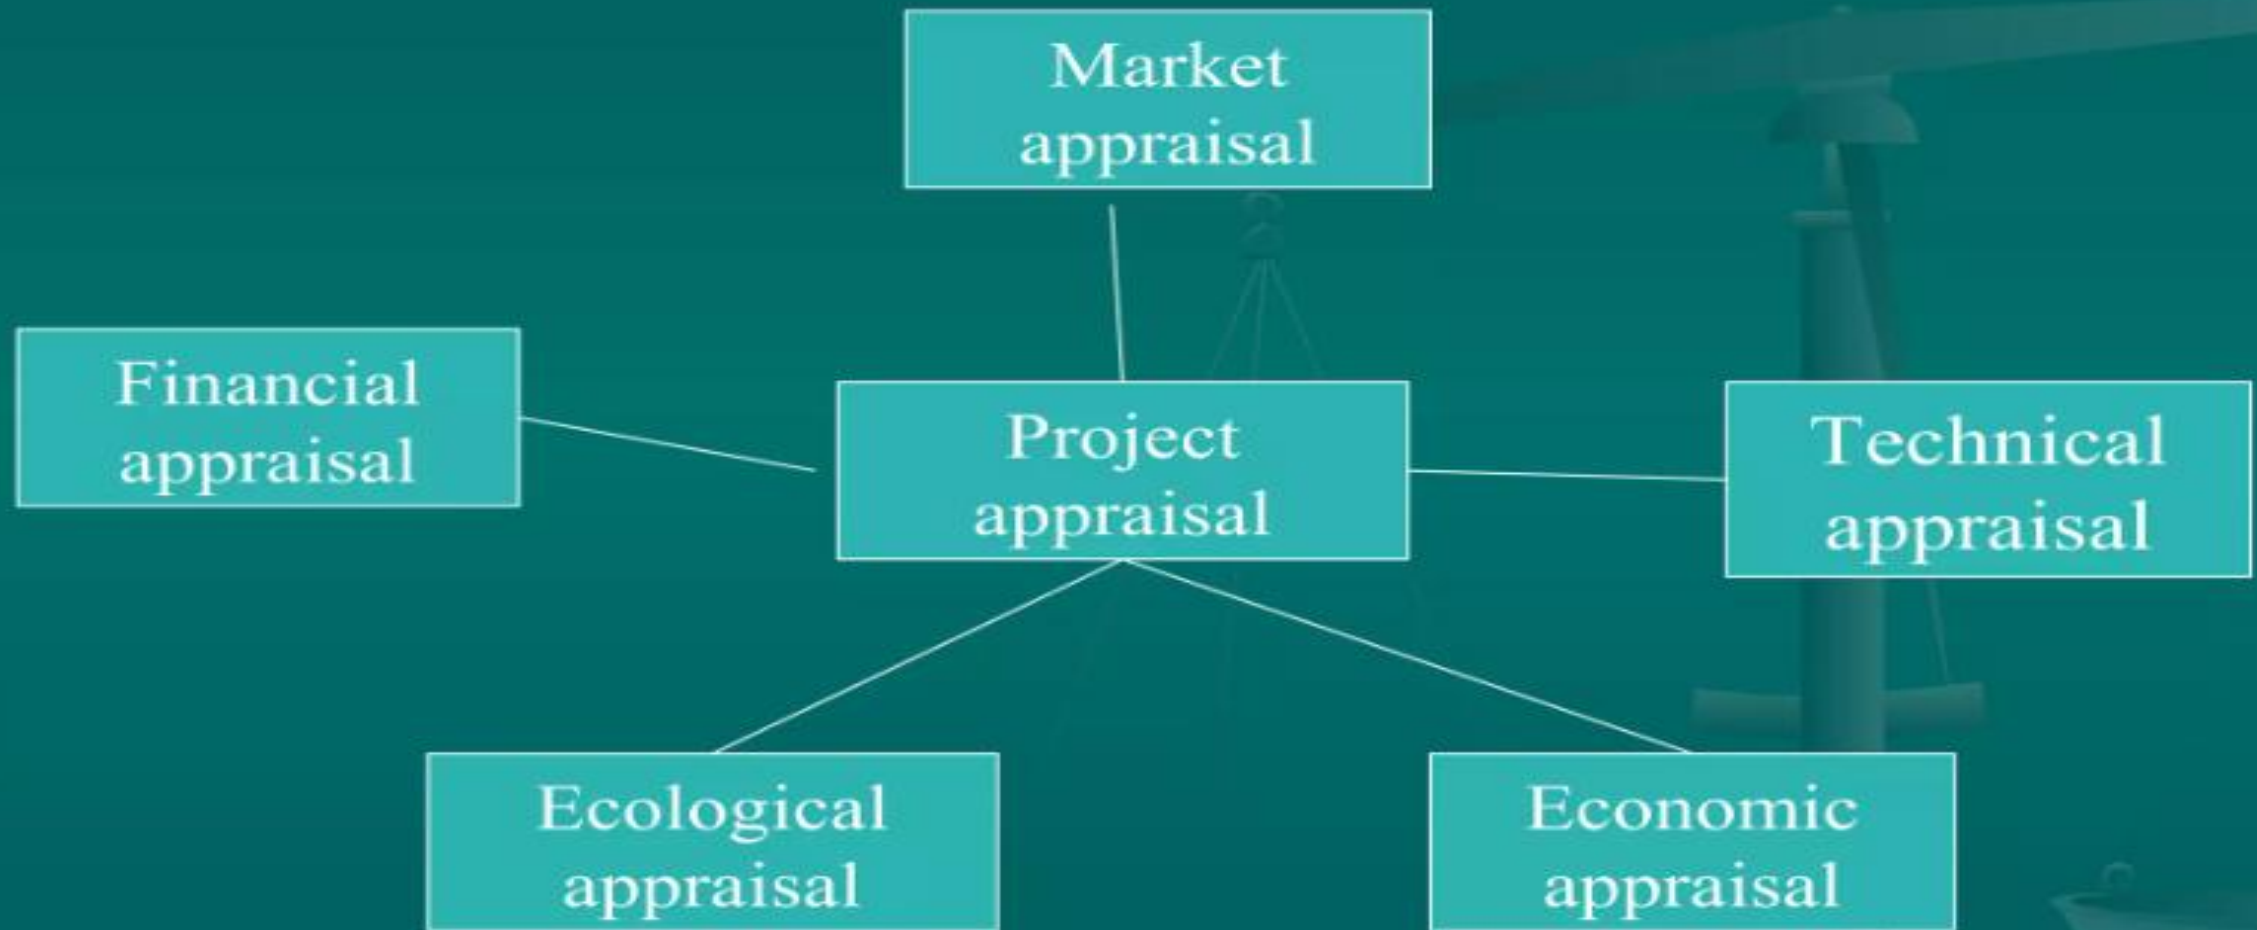 Market
appraisal
Financial
appraisal
Project
appraisal
Technical
appraisal
Ecological
appraisal
Economic
appraisal